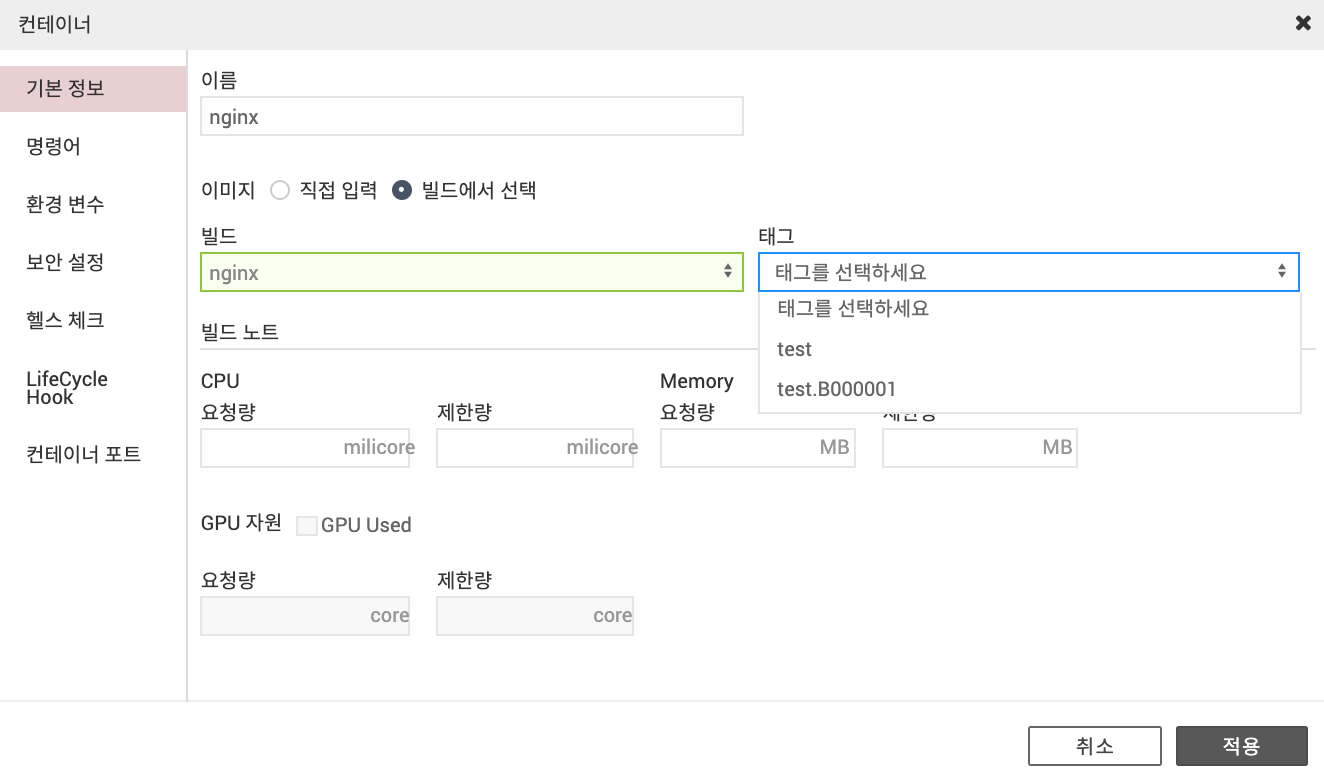 컨테이너
기본 정보
명령어
환경 변수
보안 설정
헬스 체크
LifeCycle
Hook
컨테이너 포트
이름
nginx
이미지 직접 입력 빌드에서 선택
빌드 태그
nginx 태그를 선택하세요
태그를 선택하세요
test
test.B000001
빌드 노트
CPU Memory
요청량 제한량 요청량 제한량
milicore milicore MB MB
GPU 자원 GPU Used
요청량 제한량
core core
취소 적용